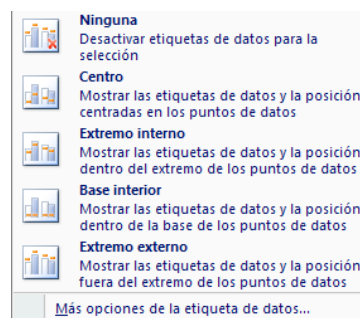 Ninguna
Desactivar etiquetas de datos para la
selección
Centro
Mostrar las etiquetas de datos y la posición
centradas en los puntos de datos
Extremo interno
Mostrar las etiquetas de datos y la posición
dentro del extremo de los puntos de datos
Base interior
Mostrar las etiquetas de datos y la posición
dentro de la base de los puntos de datos
Extremo externo
Mostrar las etiquetas de datos y la posición
fuera del extremo de los puntos de datos
Más opciones de la etiqueta de datos...